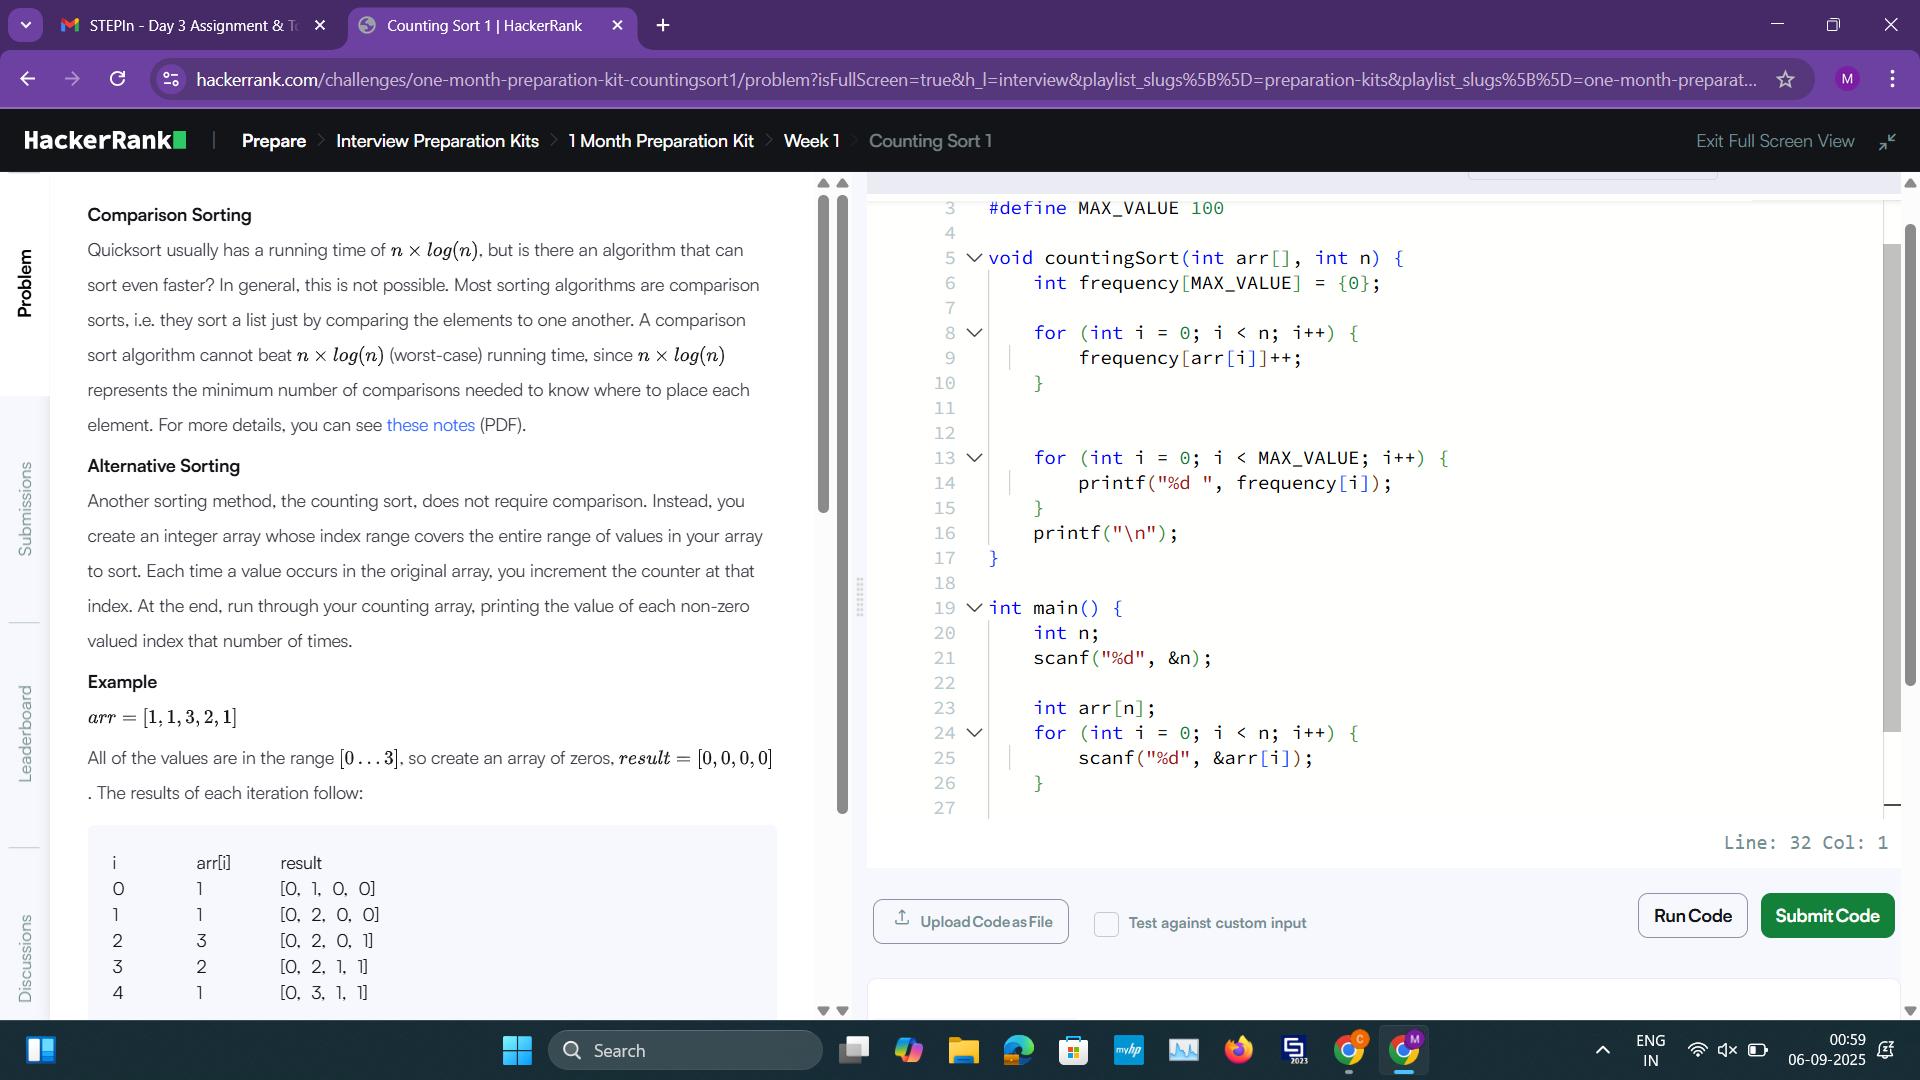 STEPIn - Day 3 Assignment & To
Counting Sort 1 | HackerRank
hackerrank.com/challenges/one-month-preparation-kit-countingsort1/problem?isFullScreen=true&h_l=interview&playlist_slugs%5B%5D=preparation-kits&playlist_slugs%5B%5D=one-month-preparat...
M
HackerRank
Prepare
Interview Preparation Kits
1 Month Preparation Kit
Week 1
Counting Sort 1
Exit Full Screen View
Problem
Submissions
Leaderboard
Discussions
Comparison Sorting
Quicksort usually has a running time of n × log(n), but is there an algorithm that can
sort even faster? In general, this is not possible. Most sorting algorithms are comparison
sorts, i.e. they sort a list just by comparing the elements to one another. A comparison
sort algorithm cannot beat n × log(n) (worst-case) running time, since n × log(n)
represents the minimum number of comparisons needed to know where to place each
element. For more details, you can see these notes (PDF).
Alternative Sorting
Another sorting method, the counting sort, does not require comparison. Instead, you
create an integer array whose index range covers the entire range of values in your array
to sort. Each time a value occurs in the original array, you increment the counter at that
index. At the end, run through your counting array, printing the value of each non-zero
valued index that number of times.
Example
arr = [1, 1, 3, 2, 1]
All of the values are in the range [0 . . . 3], so create an array of zeros, result = [0, 0, 0, 0]
. The results of each iteration follow:
i arr[i] result
0 1 [0, 1, 0, 0]
1 1 [0, 2, 0, 0]
2 3 [0, 2, 0, 1]
3 2 [0, 2, 1, 1]
4 1 [0, 3, 1, 1]
3 #define MAX_VALUE 100
4
5 void countingSort(int arr[], int n) {
6 int frequency[MAX_VALUE] = {0};
7
8 for (int i = 0; i < n; i++) {
9 frequency[arr[i]]++;
10 }
11
12
13 for (int i = 0; i < MAX_VALUE; i++) {
14 printf("%d ", frequency[i]);
15 }
16 printf("\n");
17 }
18
19 int main() {
20 int n;
21 scanf("%d", &n);
22
23 int arr[n];
24 for (int i = 0; i < n; i++) {
25 scanf("%d", &arr[i]);
26 }
27
Line: 32 Col: 1
Upload Code as File
Test against custom input
Run Code
Submit Code
Search
myhp
2023
C
M
ENG
IN
00:59
06-09-2025